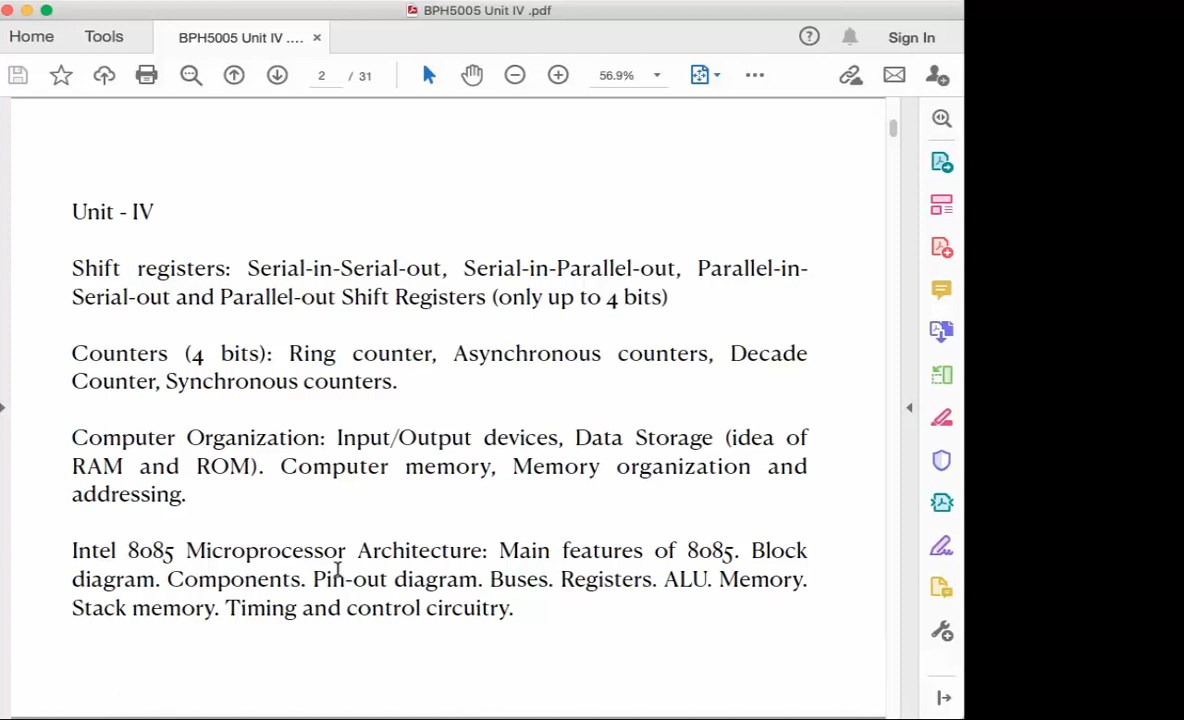 BPH5005 Unit IV .pdf
Home Tools BPH5005 Unit IV .... × ? Sign In
2 / 31 56.9%
Unit - IV
Shift registers: Serial-in-Serial-out, Serial-in-Parallel-out, Parallel-in-
Serial-out and Parallel-out Shift Registers (only up to 4 bits)
Counters (4 bits): Ring counter, Asynchronous counters, Decade
Counter, Synchronous counters.
Computer Organization: Input/Output devices, Data Storage (idea of
RAM and ROM). Computer memory, Memory organization and
addressing.
Intel 8085 Microprocessor Architecture: Main features of 8085. Block
diagram. Components. Pin-out diagram. Buses. Registers. ALU. Memory.
Stack memory. Timing and control circuitry.